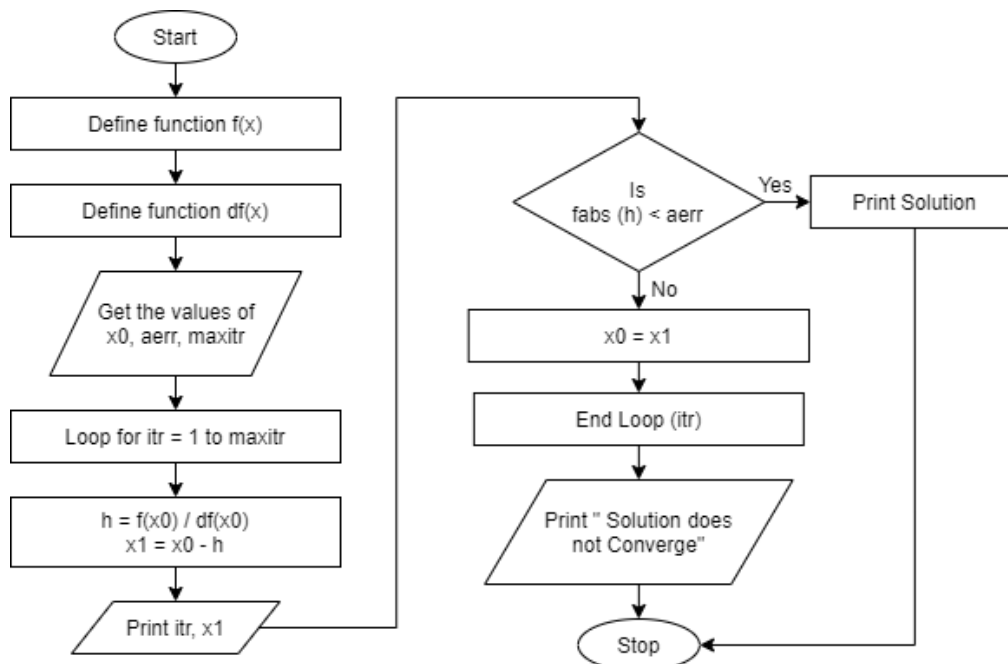 Start
Define function f(x)
Define function df(x)
Get the values of
x0, aerr, maxitr
Loop for itr = 1 to maxitr
h = f(x0) / df(x0)
x1 = x0 - h
Print itr, x1
Is
fabs (h) < aerr
Yes
Print Solution
No
x0 = x1
End Loop (itr)
Print " Solution does
not Converge"
Stop